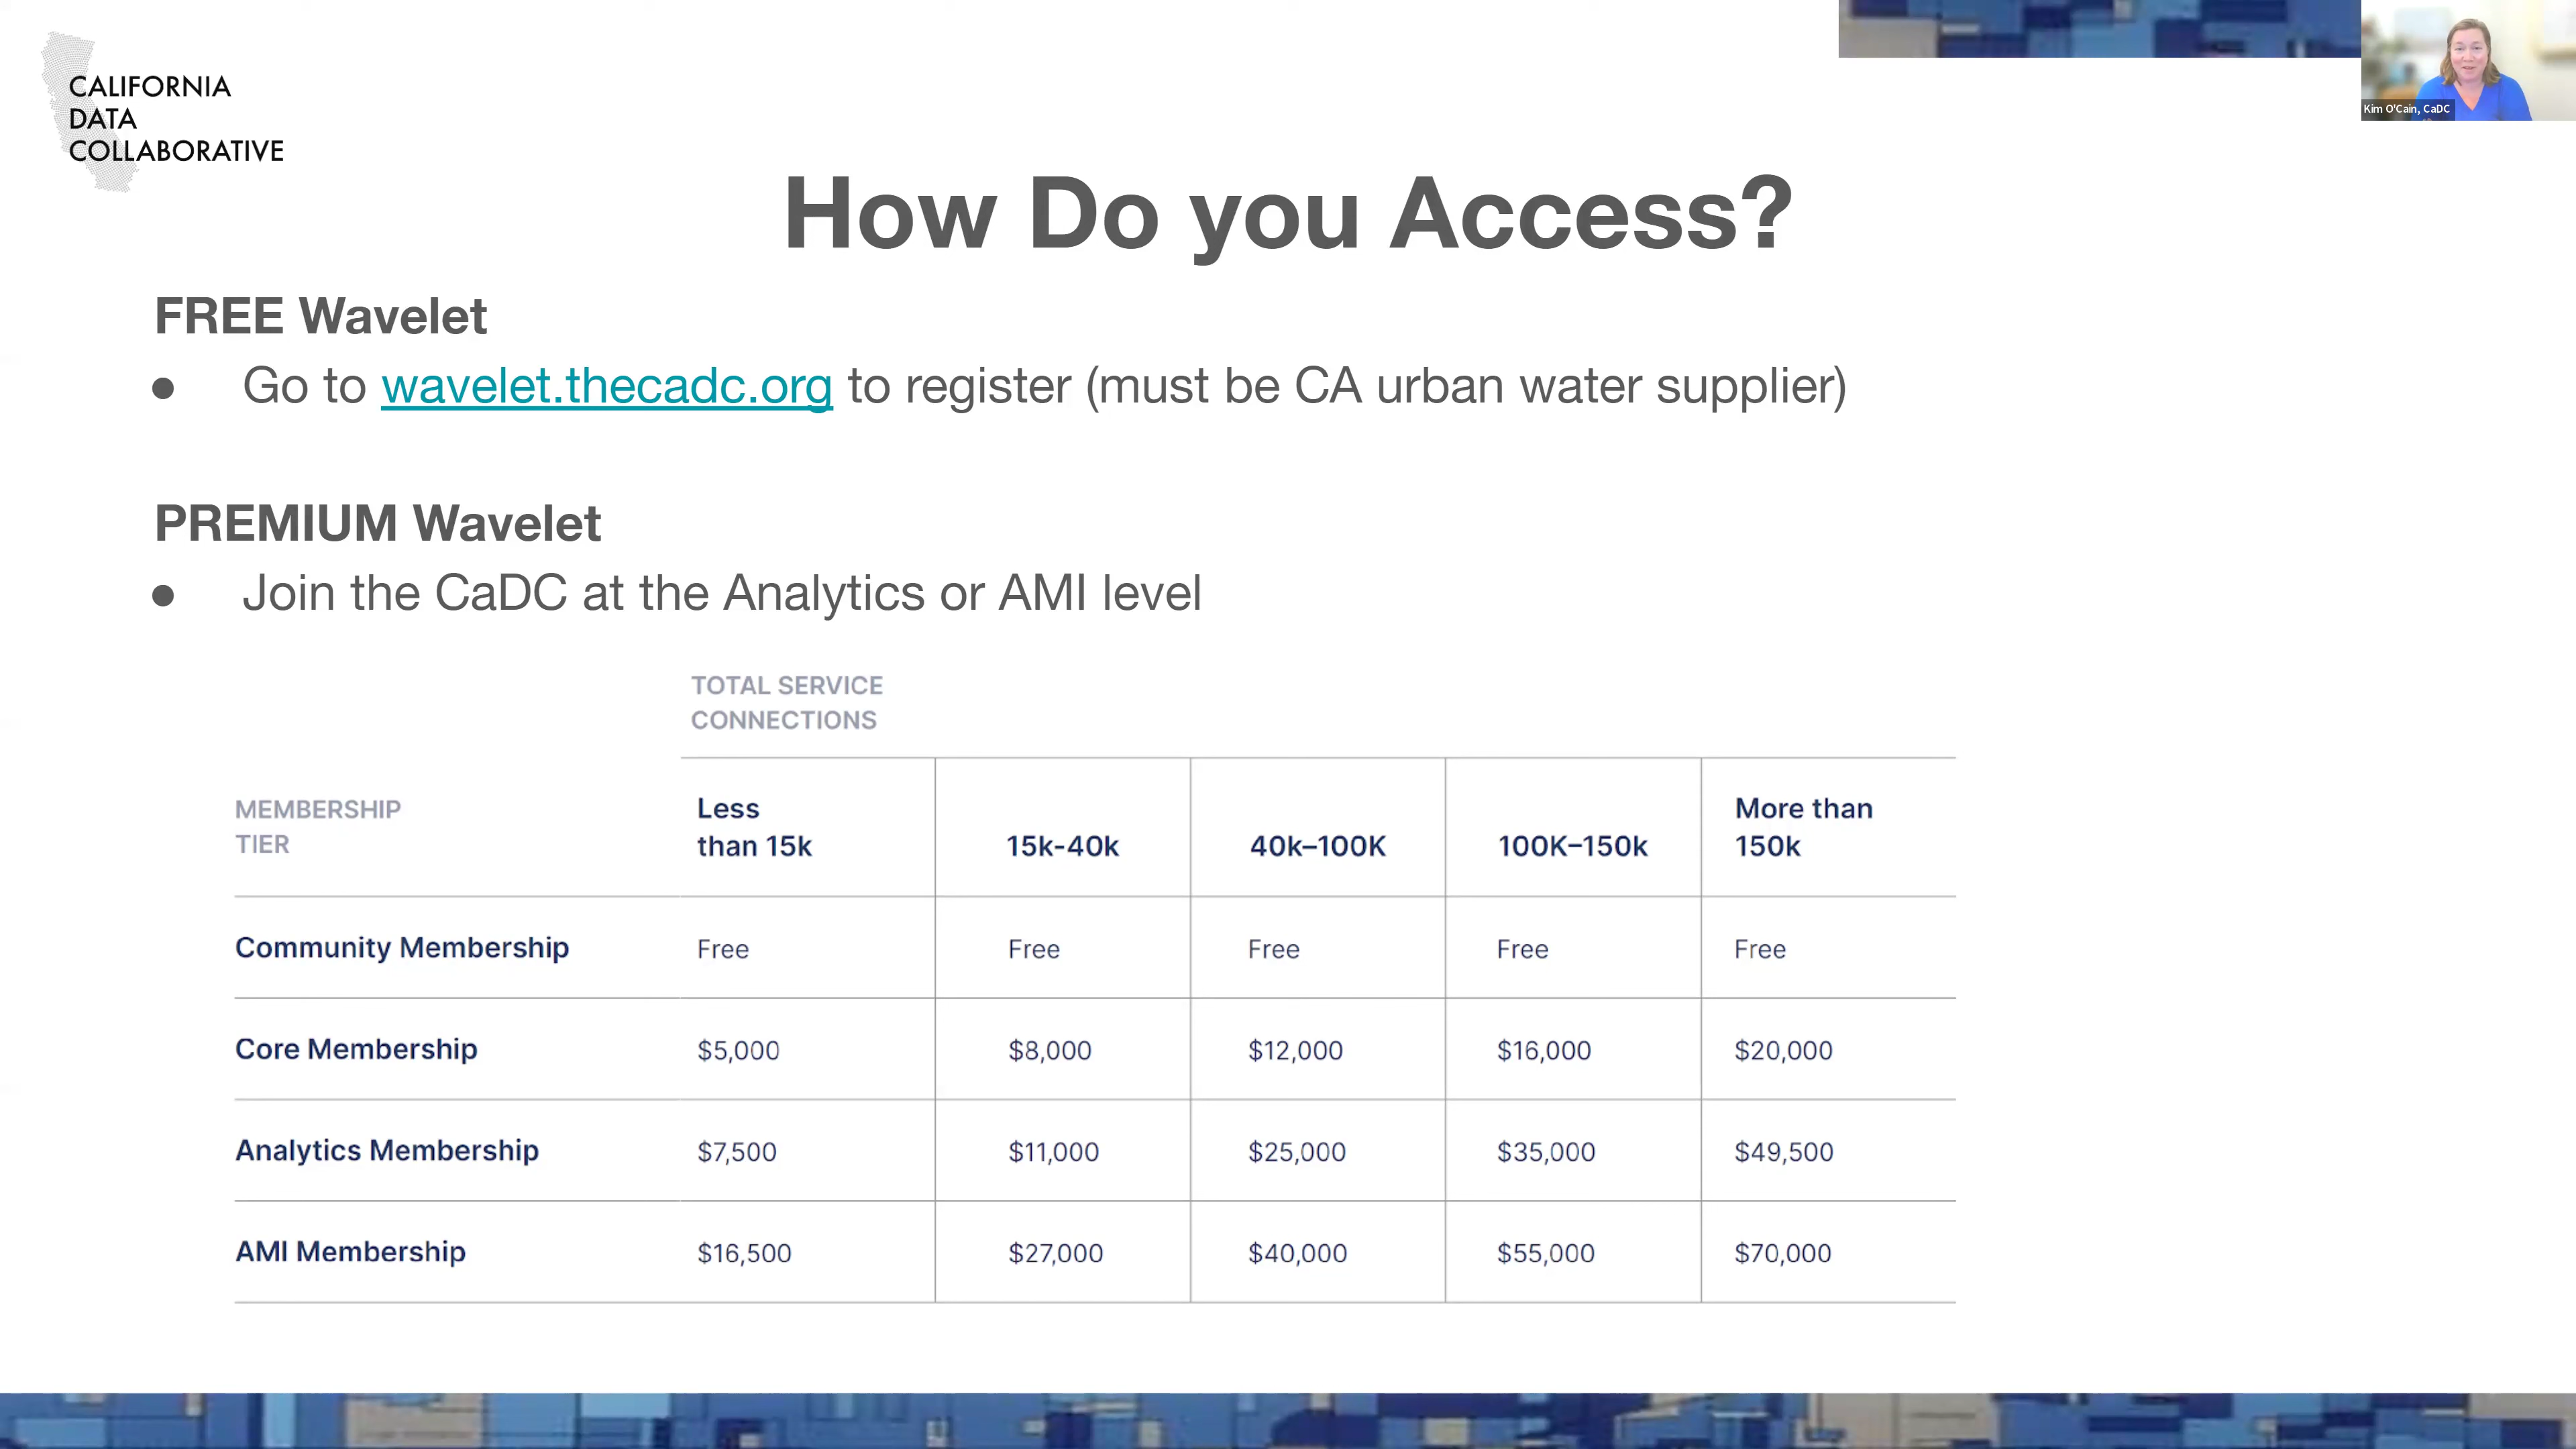 CALIFORNIA
DATA
COLLABORATIVE
Kim O'Cain, CaDC
How Do you Access?
FREE Wavelet
● Go to wavelet.thecadc.org to register (must be CA urban water supplier)
PREMIUM Wavelet
● Join the CaDC at the Analytics or AMI level
TOTAL SERVICE
CONNECTIONS
MEMBERSHIP
TIER
Less
than 15k
15k-40k
40k–100K
100K–150k
More than
150k
Community Membership Free Free Free Free Free
Core Membership $5,000 $8,000 $12,000 $16,000 $20,000
Analytics Membership $7,500 $11,000 $25,000 $35,000 $49,500
AMI Membership $16,500 $27,000 $40,000 $55,000 $70,000